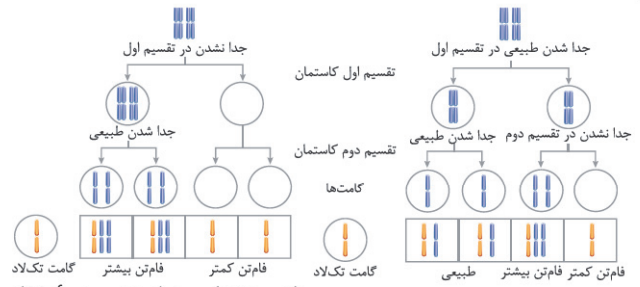 جدا شدن طبیعی در تقسیم اول
جدا نشدن در تقسیم اول
تقسیم اول کاستمان
جدا نشدن در تقسیم دوم
جدا شدن طبیعی
جدا شدن طبیعی
تقسیم دوم کاستمان
کامت‌ها
فام‌تن کمتر
فام‌تن بیشتر
طبیعی
گامت تک‌لاد
فام‌تن کمتر
فام‌تن بیشتر
گامت تک‌لاد